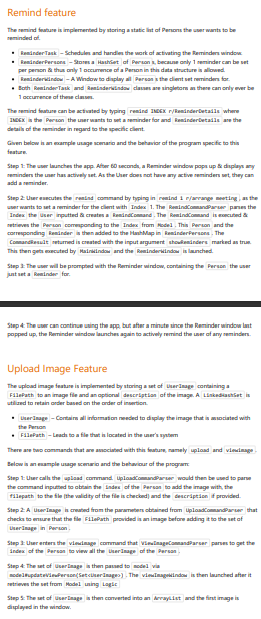 Remind feature
The remind feature is implemented by storing a static list of Persons the user wants to be
reminded of.
ReminderTask – Schedules and handles the work of activating the Reminders window.
ReminderPersons – Stores a HashSet of Person s, because only 1 reminder can be set
per person & thus only 1 occurrence of a Person in this data structure is allowed.
ReminderWindow – A Window to display all Person s the client set reminders for.
Both ReminderTask and ReminderWindow classes are singletons as there can only ever be
1 occurrence of these classes.
The remind feature can be activated by typing remind INDEX r/ReminderDetails where
INDEX is the Person the user wants to set a reminder for and ReminderDetails are the
details of the reminder in regard to the specific client.
Given below is an example usage scenario and the behaviour of the program specific to this
feature.
Step 1: The user launches the app. After 60 seconds, a Reminder window pops up & displays any
reminders the user has actively set. As the User does not have any active reminders set, they can
add a reminder.
Step 2: User executes the remind command by typing in remind 1 r/arrange meeting , as the
user wants to set a reminder for the client with Index 1. The RemindCommandParser parses the
Index the User inputted & creates a RemindCommand . The RemindCommand is executed &
retrieves the Person corresponding to the Index from Model . This Person and the
corresponding Reminder is then added to the HashMap in ReminderPersons . The
CommandResult returned is created with the input argument showReminders marked as true.
This then gets executed by MainWindow and the ReminderWindow is launched.
Step 3: The user will be prompted with the Reminder window, containing the Person the user
just set a Reminder for.
Step 4: The user can continue using the app, but after a minute since the Reminder window last
popped up, the Reminder window launches again to actively remind the user of any reminders.
Upload Image Feature
The upload image feature is implemented by storing a set of UserImage containing a
FilePath to an image file and an optional description of the image. A LinkedHashSet is
utilized to retain order based on the order of insertion.
UserImage – Contains all information needed to display the image that is associated with
the Person
FilePath – Leads to a file that is located in the user's system
There are two commands that are associated with this feature, namely upload and viewimage .
Below is an example usage scenario and the behaviour of the program:
Step 1: User calls the upload command. UploadCommandParser would then be used to parse
the command inputted to obtain the index of the Person to add the image with, the
filepath to the file (the validity of the file is checked) and the description if provided.
Step 2: A UserImage is created from the parameters obtained from UploadCommandParser that
checks to ensure that the file FilePath provided is an image before adding it to the set of
UserImage in Person .
Step 3: User enters the viewimage command that ViewImageCommandParser parses to get the
index of the Person to view all the UserImage of the Person .
Step 4: The set of UserImage is then passed to model via
model#updateViewPerson(Set<UserImage>) . The viewImageWindow is then launched after it
retrieves the set from Model using Logic
Step 5: The set of UserImage is then converted into an ArrayList and the first image is
displayed in the window.